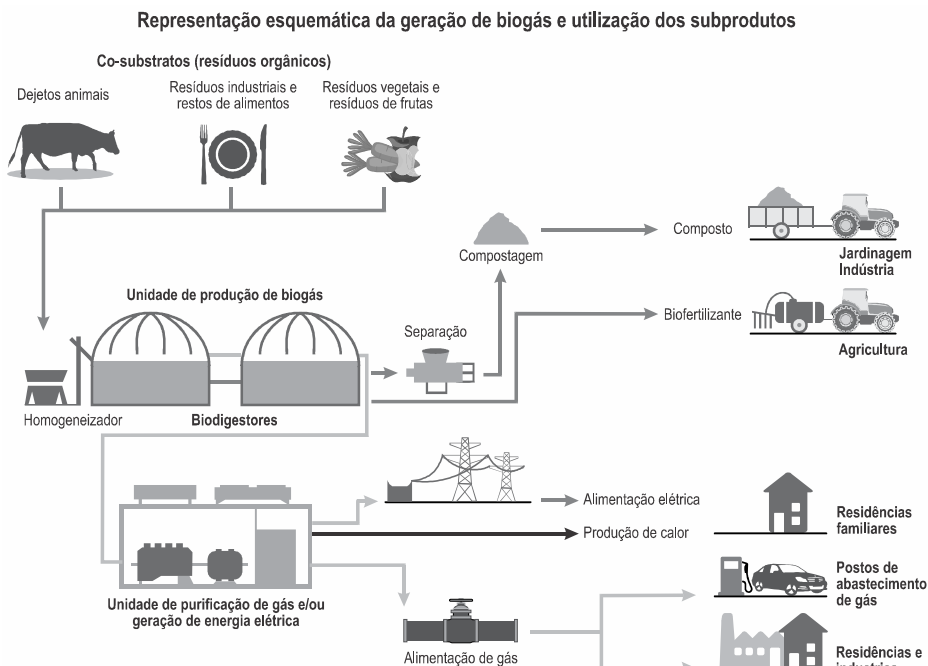 Representação esquemática da geração de biogás e utilização dos subprodutos
Co-substratos (resíduos orgânicos)
Dejetos animais
Resíduos industriais e
restos de alimentos
Resíduos vegetais e
resíduos de frutas
Compostagem
Composto
Jardinagem
Indústria
Unidade de produção de biogás
Separação
Biofertilizante
Agricultura
Homogeneizador
Biodigestores
Alimentação elétrica
Produção de calor
Residências
familiares
Unidade de purificação de gás e/ou
geração de energia elétrica
Postos de
abastecimento
de gás
Alimentação de gás
Residências e